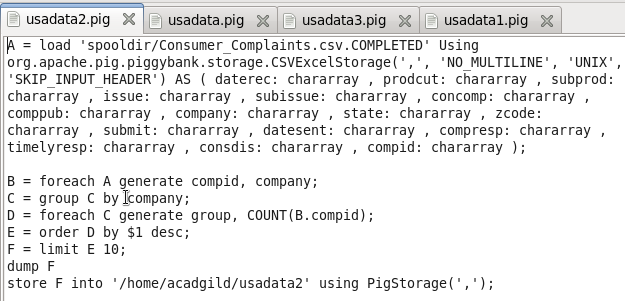 usadata2.pig usadata.pig usadata3.pig usadata1.pig
A = load 'spooldir/Consumer_Complaints.csv.COMPLETED' Using
org.apache.pig.piggybank.storage.CSVExcelStorage(',', 'NO_MULTILINE', 'UNIX',
'SKIP_INPUT_HEADER') AS ( daterec: chararray , prodcut: chararray , subprod:
chararray , issue: chararray , subissue: chararray , concomp: chararray ,
comppub: chararray , company: chararray , state: chararray , zcode:
chararray , submit: chararray , datesent: chararray , compresp: chararray ,
timelyresp: chararray , consdis: chararray , compid: chararray );
B = foreach A generate compid, company;
C = group C by company;
D = foreach C generate group, COUNT(B.compid);
E = order D by $1 desc;
F = limit E 10;
dump F
store F into '/home/acadgild/usadata2' using PigStorage(',');